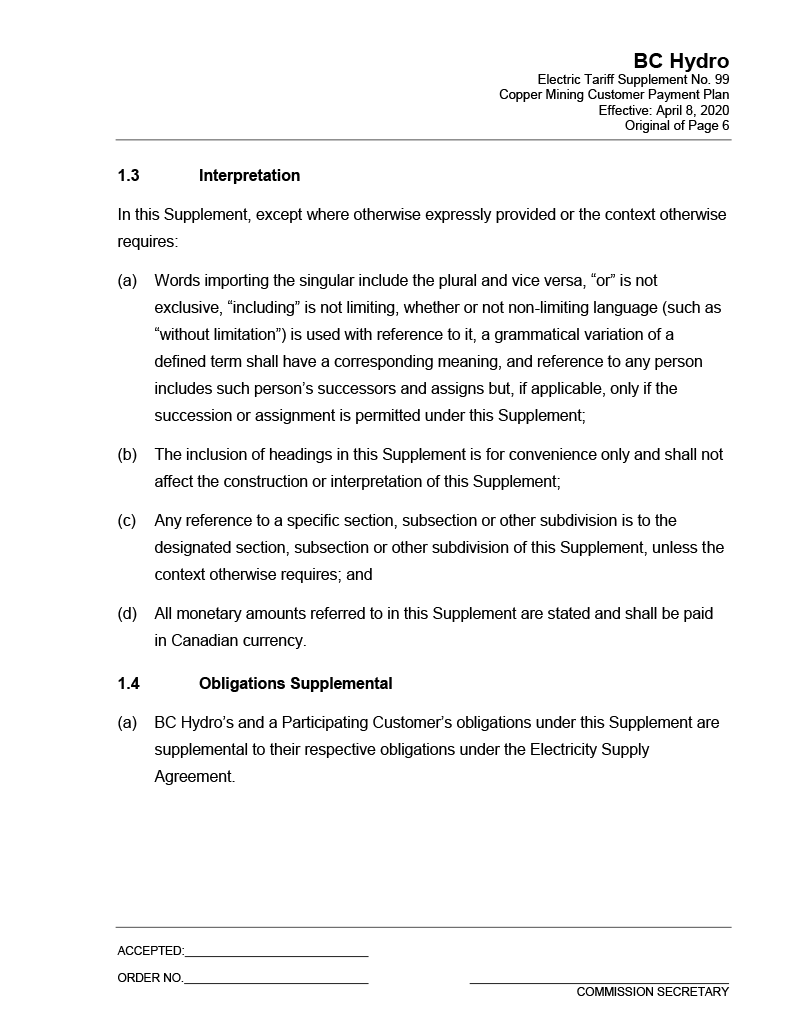 BC Hydro
Electric Tariff Supplement No. 99
Copper Mining Customer Payment Plan
Effective: April 8, 2020
Original of Page 6
1.3 Interpretation
In this Supplement, except where otherwise expressly provided or the context otherwise
requires:
(a) Words importing the singular include the plural and vice versa, “or” is not
exclusive, “including” is not limiting, whether or not non-limiting language (such as
“without limitation”) is used with reference to it, a grammatical variation of a
defined term shall have a corresponding meaning, and reference to any person
includes such person’s successors and assigns but, if applicable, only if the
succession or assignment is permitted under this Supplement;
(b) The inclusion of headings in this Supplement is for convenience only and shall not
affect the construction or interpretation of this Supplement;
(c) Any reference to a specific section, subsection or other subdivision is to the
designated section, subsection or other subdivision of this Supplement, unless the
context otherwise requires; and
(d) All monetary amounts referred to in this Supplement are stated and shall be paid
in Canadian currency.
1.4 Obligations Supplemental
(a) BC Hydro’s and a Participating Customer’s obligations under this Supplement are
supplemental to their respective obligations under the Electricity Supply
Agreement.
ACCEPTED:
ORDER NO.
COMMISSION SECRETARY